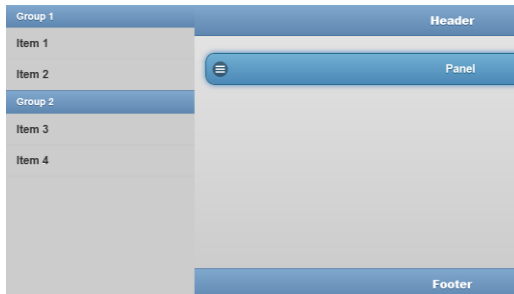 Group 1
Item 1
Item 2
Group 2
Item 3
Item 4
Header
Panel
Footer